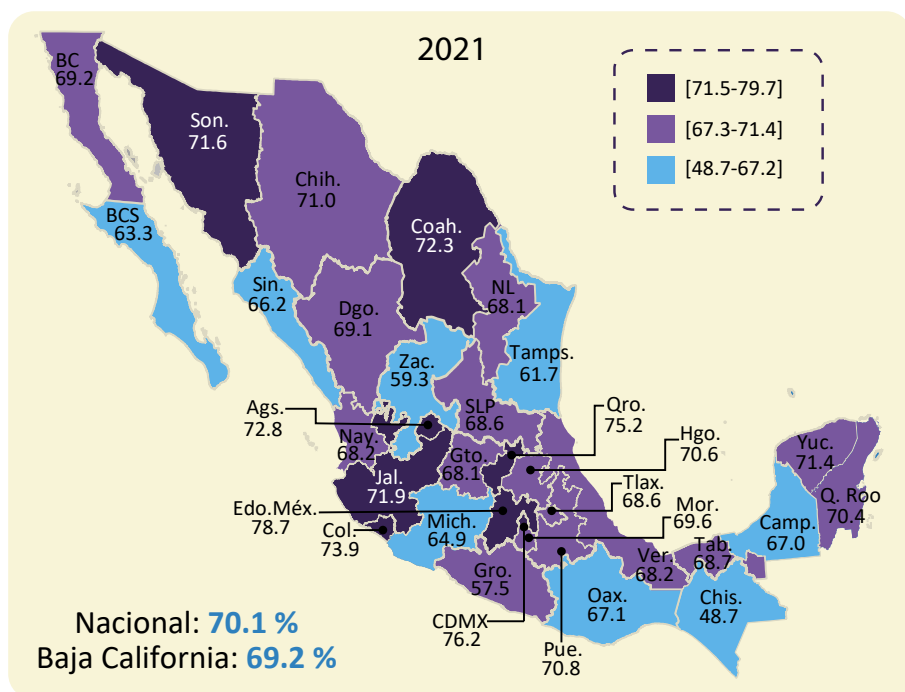 2021
[71.5-79.7]
[67.3-71.4]
[48.7-67.2]
BC
69.2
Son.
71.6
Chih.
71.0
Coah.
72.3
BCS
63.3
Sin.
66.2
Dgo.
69.1
NL
68.1
Zac.
59.3
Tamps.
61.7
Ags.
72.8
SLP
68.6
Qro.
75.2
Nay.
68.2
Gto.
68.1
Hgo.
70.6
Yuc.
71.4
Jal.
71.9
Tlax.
68.6
Q. Roo
70.4
Edo.Méx.
78.7
Mich.
64.9
Mor.
69.6
Camp.
67.0
Col.
73.9
Ver.
68.2
Tab.
68.7
Gro.
57.5
Oax.
67.1
Chis.
48.7
CDMX
76.2
Pue.
70.8
Nacional: 70.1 %
Baja California: 69.2 %